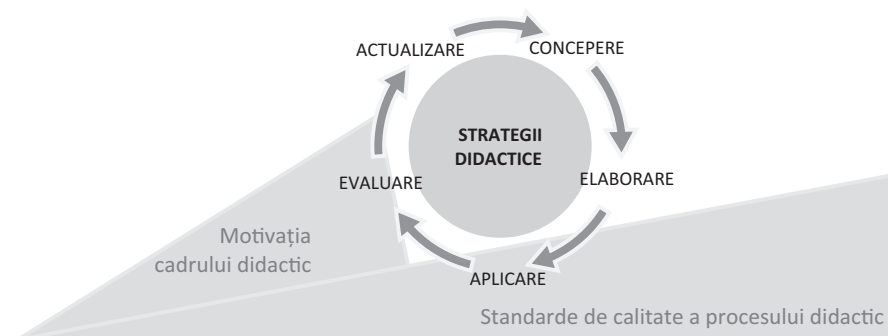 ACTUALIZARE
CONCEPERE
STRATEGII
DIDACTICE
EVALUARE
ELABORARE
Motivația
cadrului didactic
APLICARE
Standarde de calitate a procesului didactic